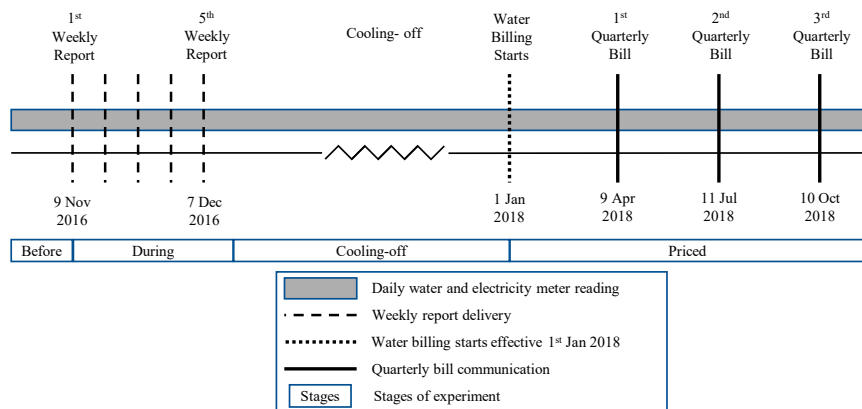 1st
Weekly
Report
5th
Weekly
Report
Cooling- off
Water
Billing
Starts
1st
Quarterly
Bill
2nd
Quarterly
Bill
3rd
Quarterly
Bill
9 Nov
2016
7 Dec
2016
1 Jan
2018
9 Apr
2018
11 Jul
2018
10 Oct
2018
Before
During
Cooling-off
Priced
Daily water and electricity meter reading
Weekly report delivery
Water billing starts effective 1st Jan 2018
Quarterly bill communication
Stages
Stages of experiment